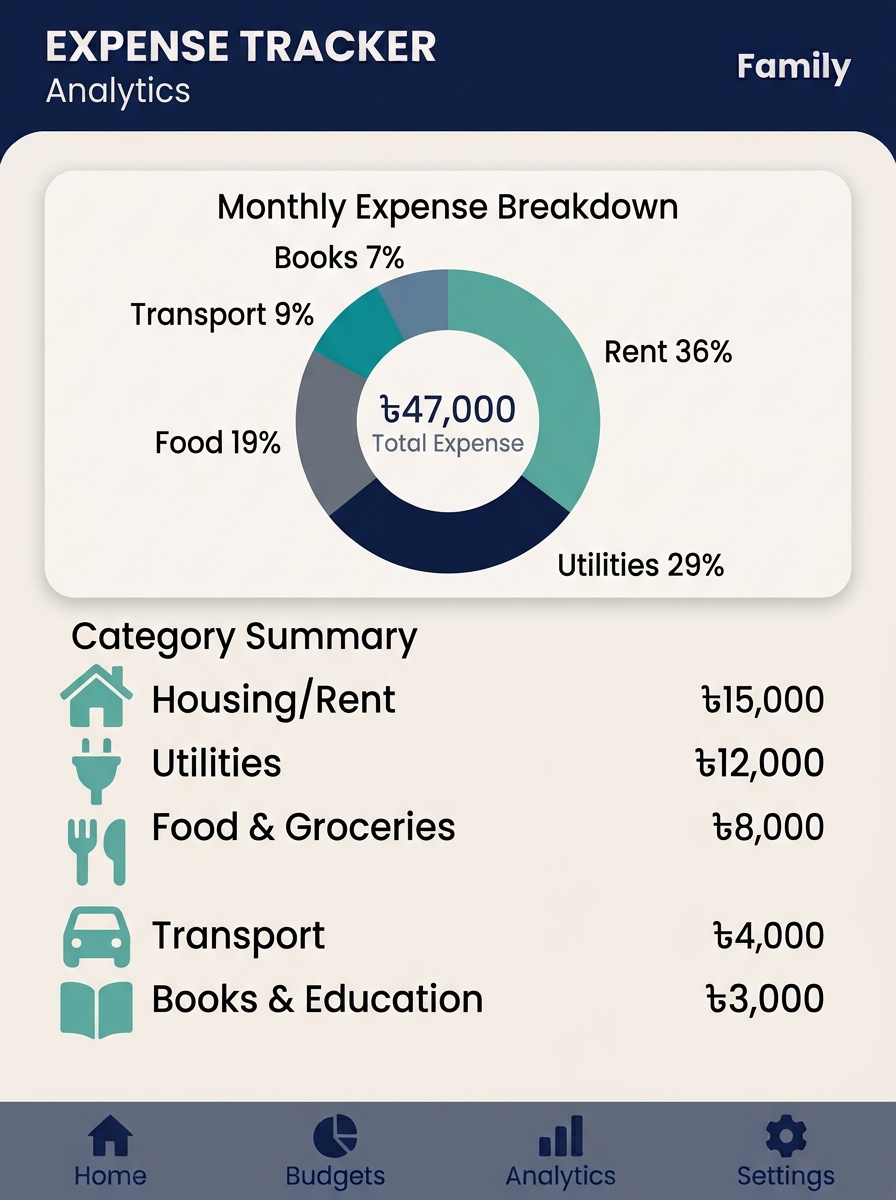 EXPENSE TRACKER
Analytics
Family
Monthly Expense Breakdown
Books 7%
Transport 9%
Rent 36%
Food 19%
৳47,000
Total Expense
Utilities 29%
Category Summary
Housing/Rent ৳15,000
Utilities ৳12,000
Food & Groceries ৳8,000
Transport ৳4,000
Books & Education ৳3,000
Home Budgets Analytics Settings